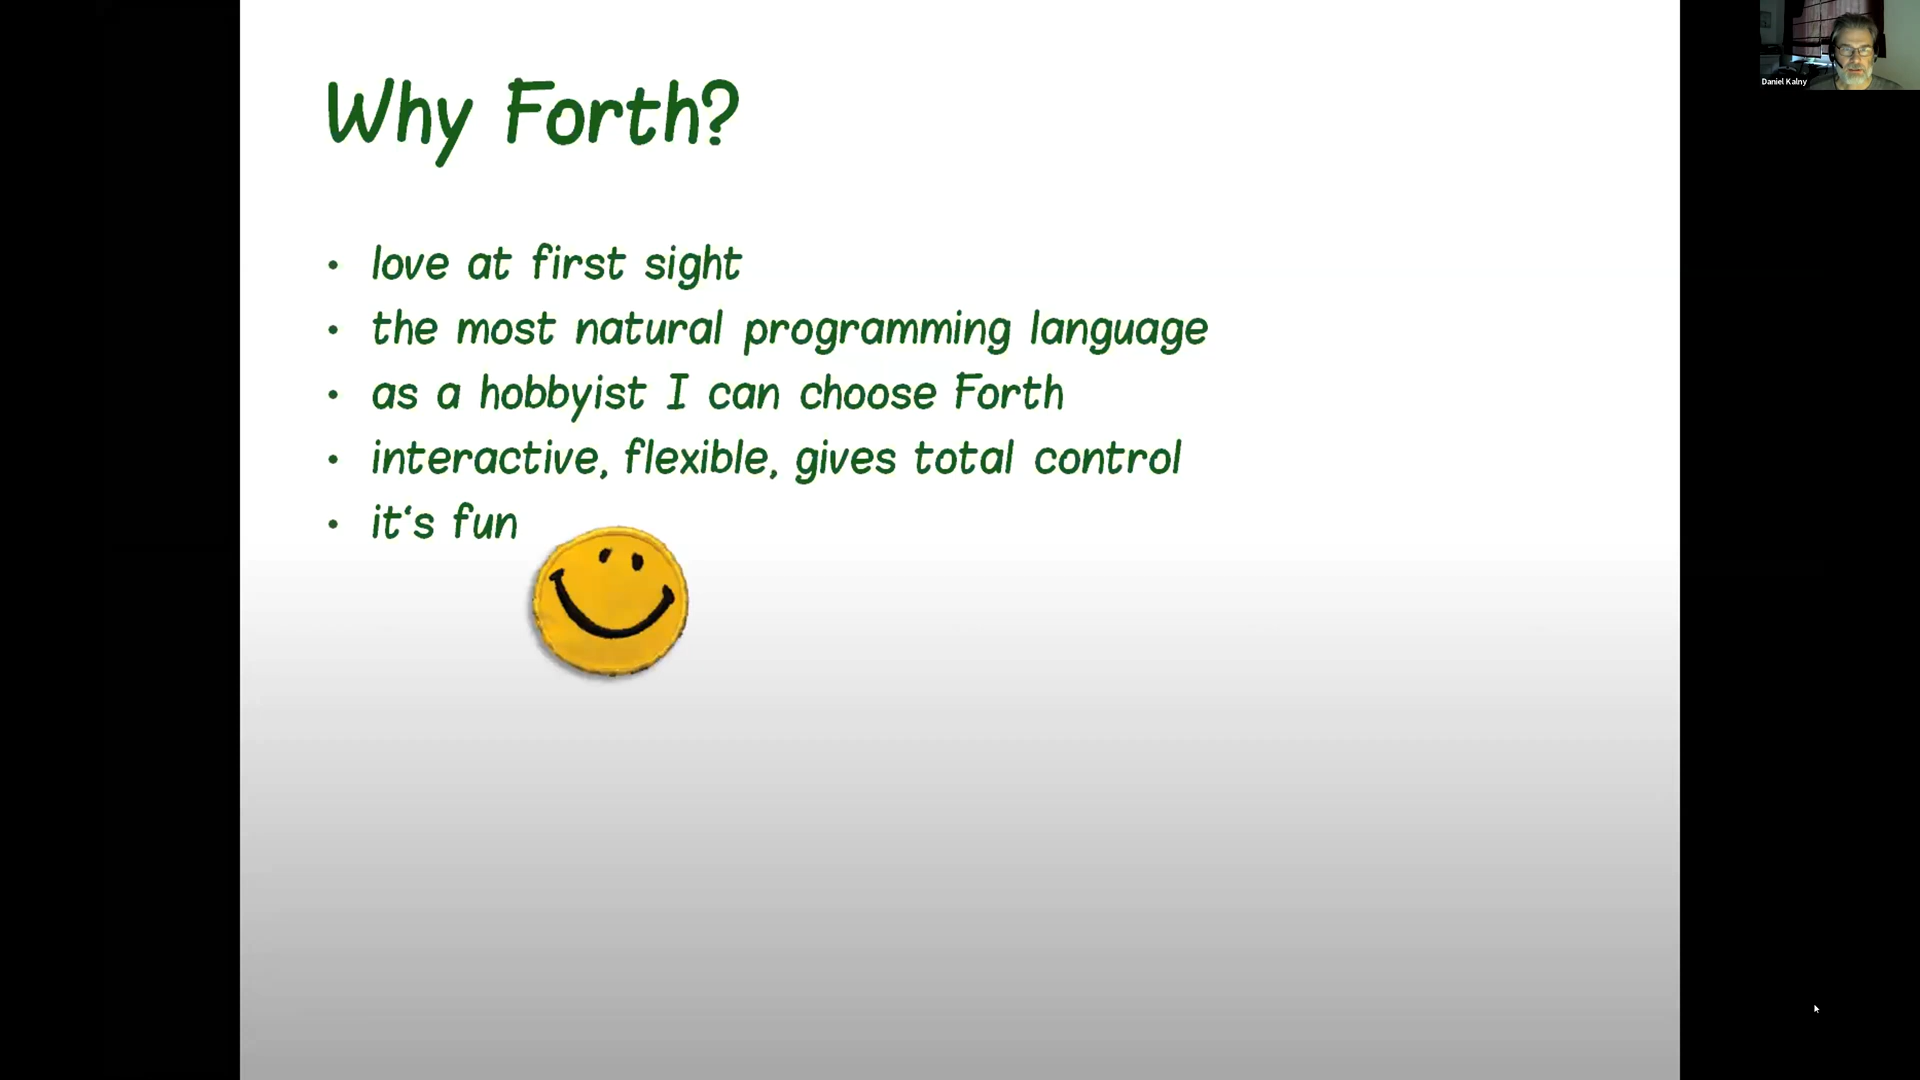 Why Forth?
• love at first sight
• the most natural programming language
• as a hobbyist I can choose Forth
• interactive, flexible, gives total control
• it‘s fun
Daniel Kalny